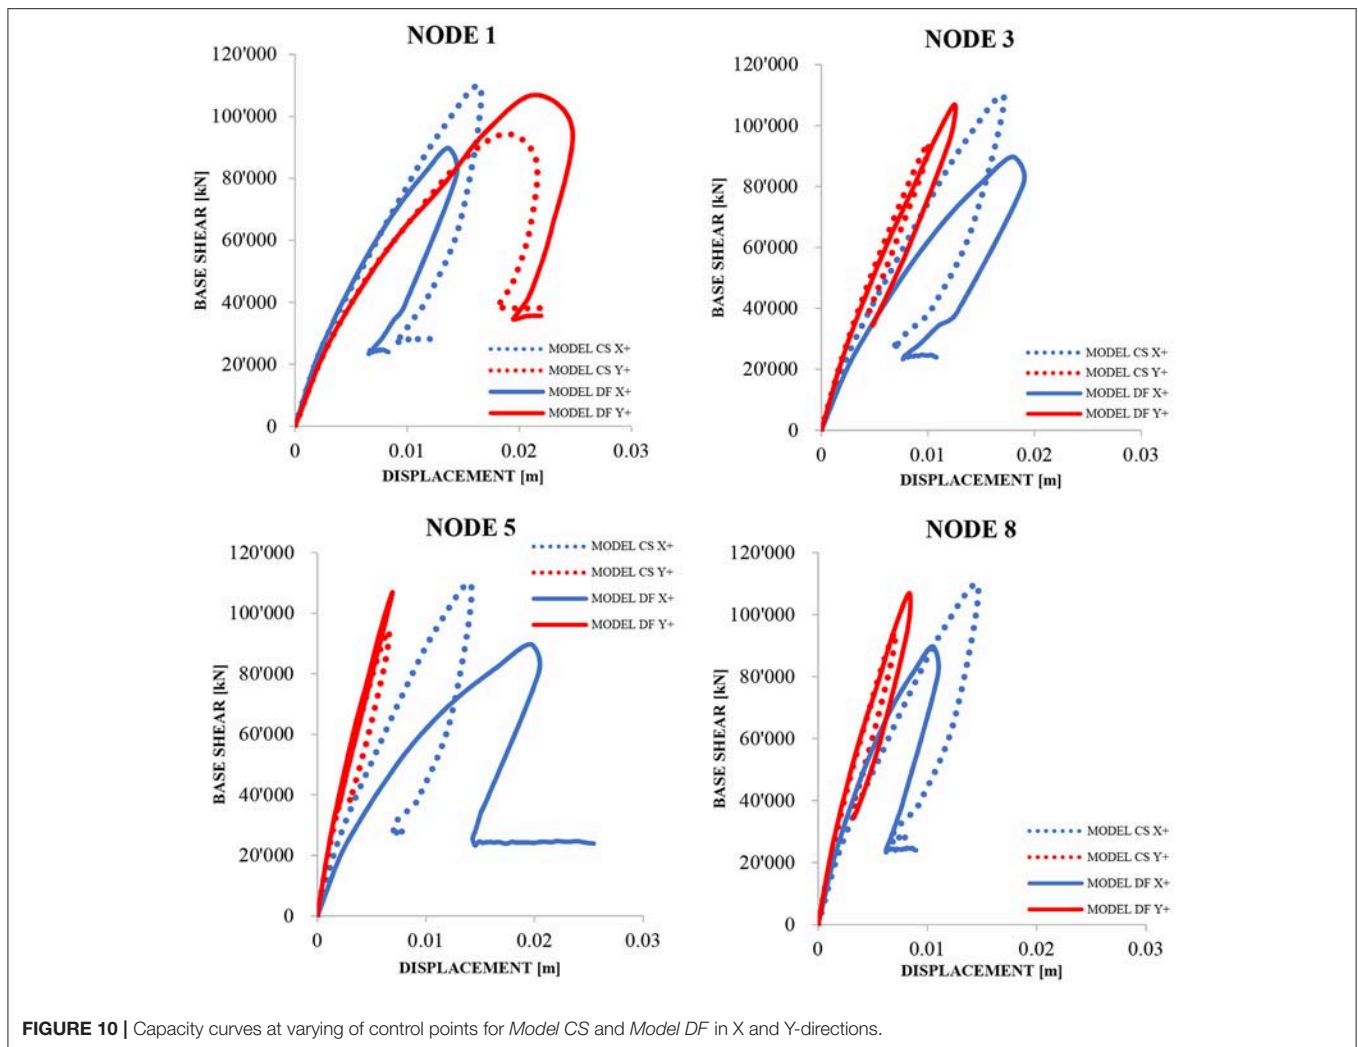 NODE 1
120'000
100'000
80'000
60'000
40'000
20'000
0
BASE SHEAR [kN]
0 0.01 0.02 0.03
DISPLACEMENT [m]
MODEL CS X+
MODEL CS Y+
MODEL DF X+
MODEL DF Y+
NODE 3
120'000
100'000
80'000
60'000
40'000
20'000
0
BASE SHEAR [kN]
0 0.01 0.02 0.03
DISPLACEMENT [m]
MODEL CS X+
MODEL CS Y+
MODEL DF X+
MODEL DF Y+
NODE 5
120'000
100'000
80'000
60'000
40'000
20'000
0
BASE SHEAR [kN]
0 0.01 0.02 0.03
DISPLACEMENT [m]
MODEL CS X+
MODEL CS Y+
MODEL DF X+
MODEL DF Y+
NODE 8
120'000
100'000
80'000
60'000
40'000
20'000
0
BASE SHEAR [kN]
0 0.01 0.02 0.03
DISPLACEMENT [m]
MODEL CS X+
MODEL CS Y+
MODEL DF X+
MODEL DF Y+
FIGURE 10 | Capacity curves at varying of control points for Model CS and Model DF in X and Y-directions.